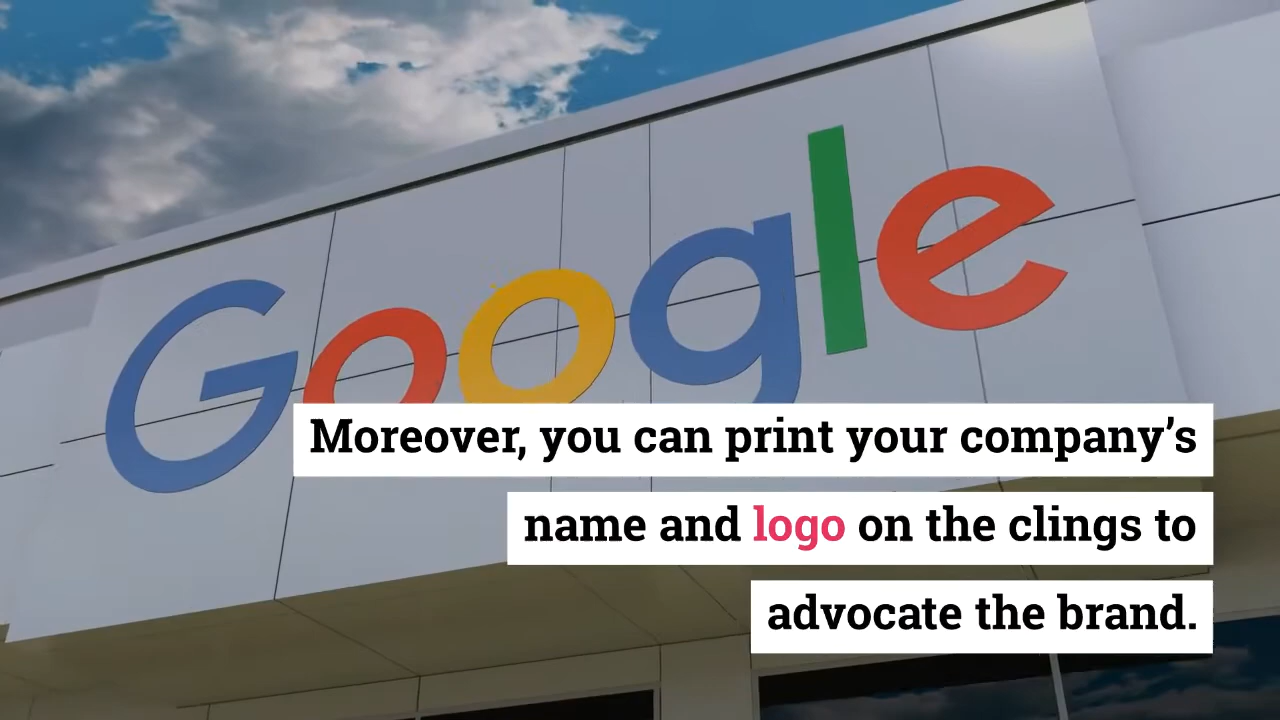 Google
Moreover, you can print your company’s
name and logo on the clings to
advocate the brand.